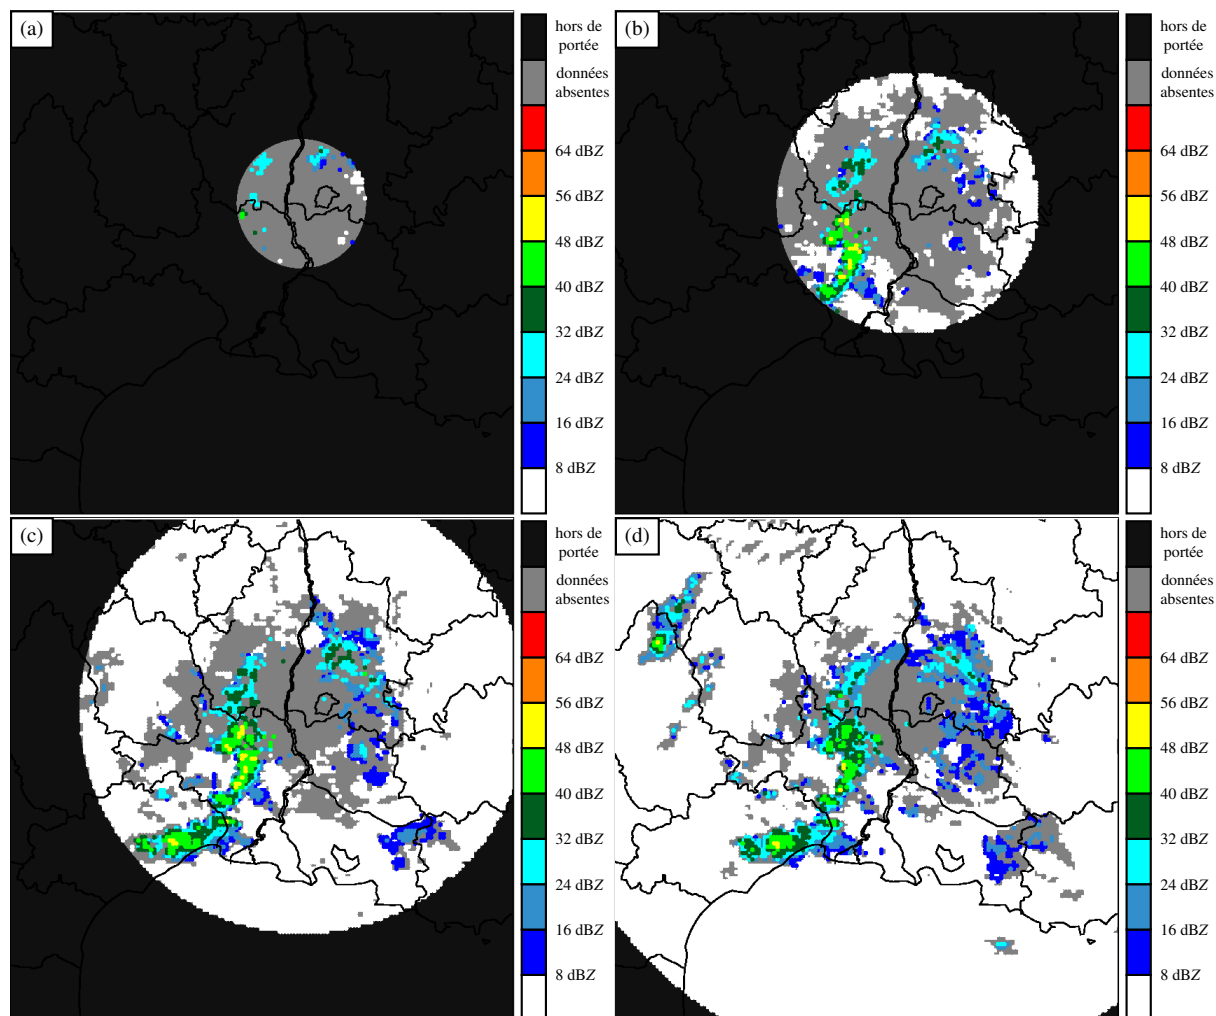 (a)
hors de
portée
données
absentes
64 dBZ
56 dBZ
48 dBZ
40 dBZ
32 dBZ
24 dBZ
16 dBZ
8 dBZ
(b)
hors de
portée
données
absentes
64 dBZ
56 dBZ
48 dBZ
40 dBZ
32 dBZ
24 dBZ
16 dBZ
8 dBZ
(c)
hors de
portée
données
absentes
64 dBZ
56 dBZ
48 dBZ
40 dBZ
32 dBZ
24 dBZ
16 dBZ
8 dBZ
(d)
hors de
portée
données
absentes
64 dBZ
56 dBZ
48 dBZ
40 dBZ
32 dBZ
24 dBZ
16 dBZ
8 dBZ